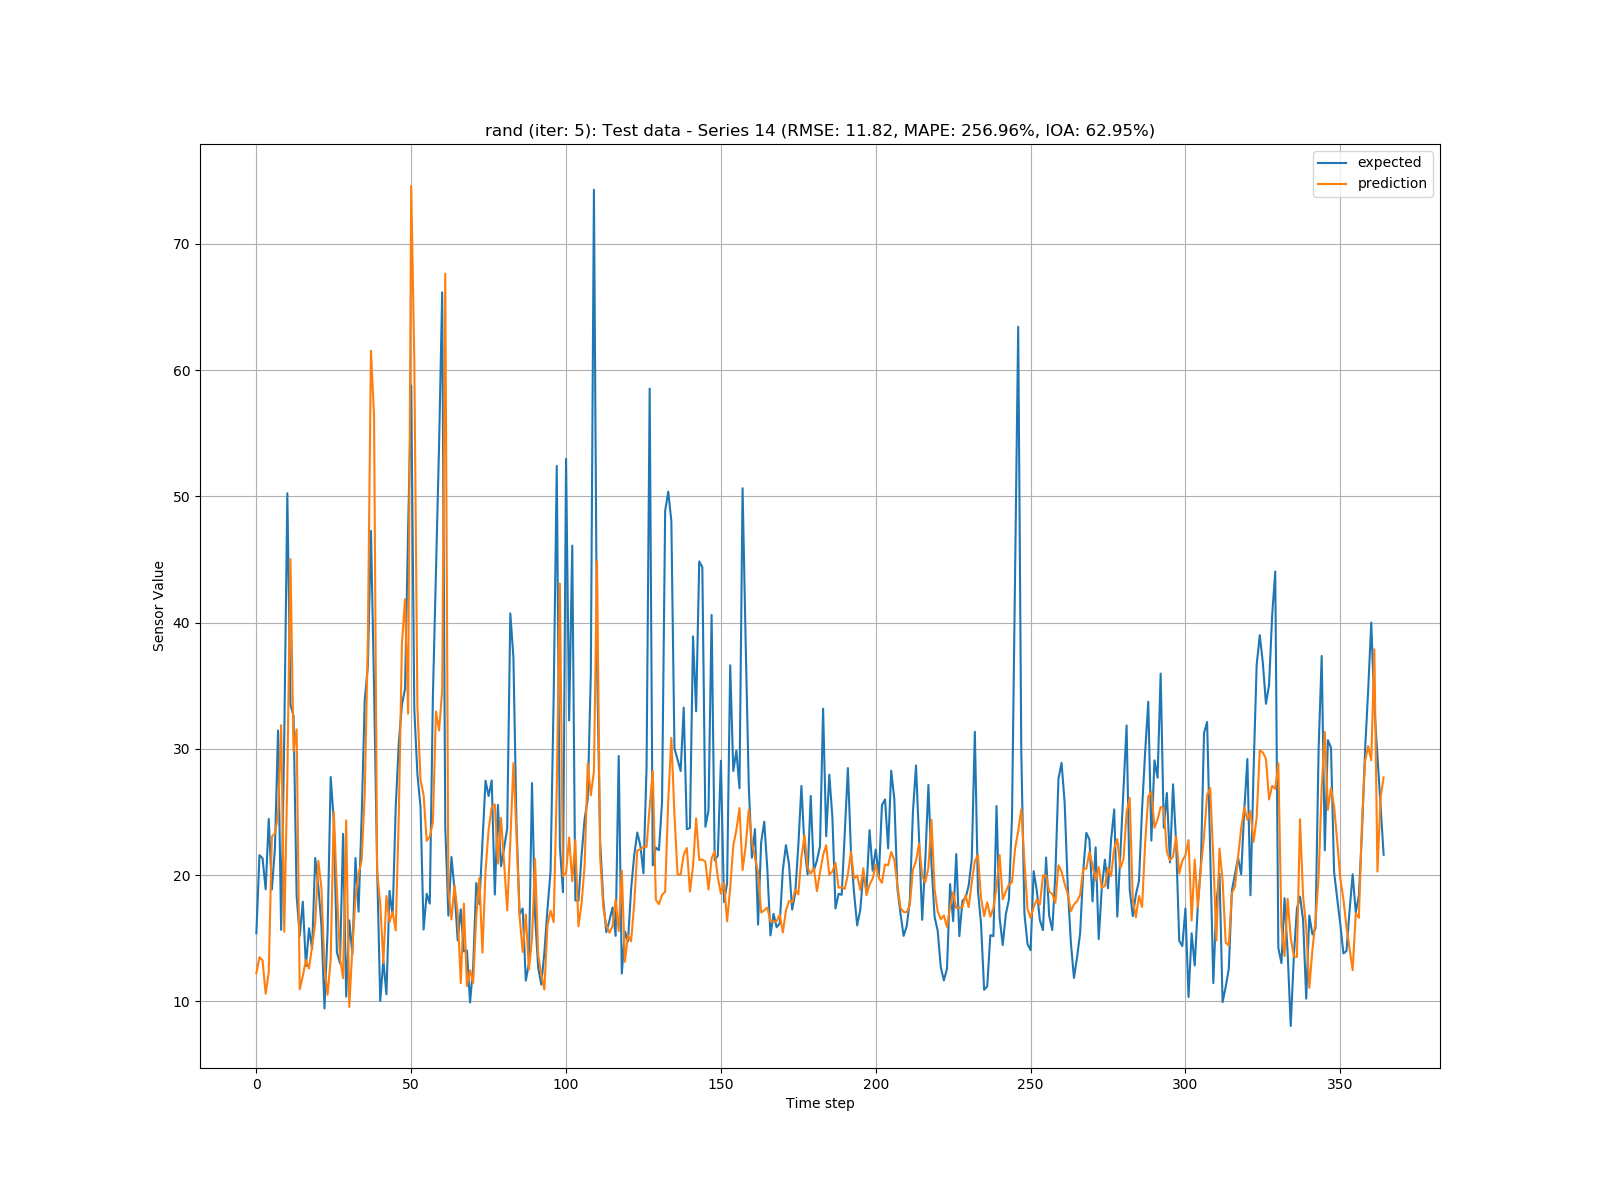 rand (iter: 5): Test data - Series 14 (RMSE: 11.82, MAPE: 256.96%, IOA: 62.95%)
expected
prediction
70
60
50
40
30
20
10
Sensor Value
0 50 100 150 200 250 300 350
Time step